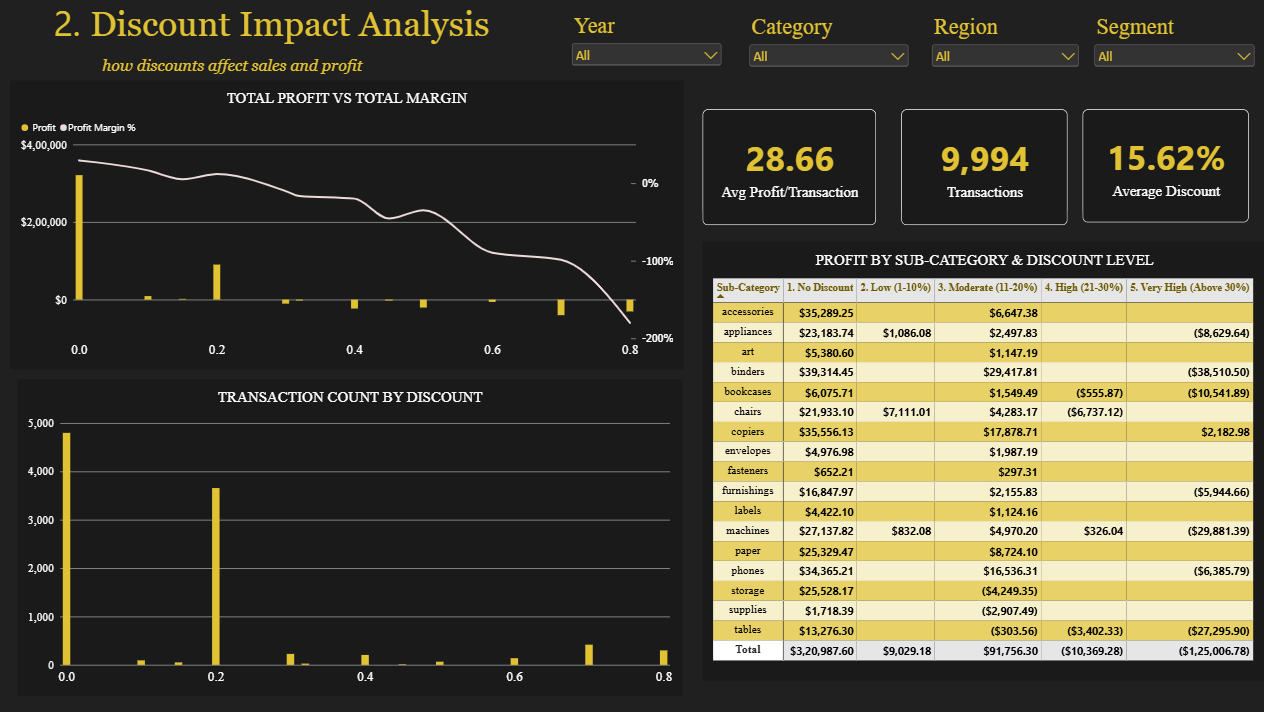 2. Discount Impact Analysis
how discounts affect sales and profit
Year
All
Category
All
Region
All
Segment
All
TOTAL PROFIT VS TOTAL MARGIN
Profit Profit Margin %
$4,00,000
$2,00,000
$0
0%
-100%
-200%
0.0 0.2 0.4 0.6 0.8
28.66
Avg Profit/Transaction
9,994
Transactions
15.62%
Average Discount
TRANSACTION COUNT BY DISCOUNT
5,000
4,000
3,000
2,000
1,000
0
0.0 0.2 0.4 0.6 0.8
PROFIT BY SUB-CATEGORY & DISCOUNT LEVEL
Sub-Category 1. No Discount 2. Low (1-10%) 3. Moderate (11-20%) 4. High (21-30%) 5. Very High (Above 30%)
accessories $35,289.25 $6,647.38
appliances $23,183.74 $1,086.08 $2,497.83 ($8,629.64)
art $5,380.60 $1,147.19
binders $39,314.45 $29,417.81 ($38,510.50)
bookcases $6,075.71 $1,549.49 ($555.87) ($10,541.89)
chairs $21,933.10 $7,111.01 $4,283.17 ($6,737.12)
copiers $35,556.13 $17,878.71 $2,182.98
envelopes $4,976.98 $1,987.19
fasteners $652.21 $297.31
furnishings $16,847.97 $2,155.83 ($5,944.66)
labels $4,422.10 $1,124.16
machines $27,137.82 $832.08 $4,970.20 $326.04 ($29,881.39)
paper $25,329.47 $8,724.10
phones $34,365.21 $16,536.31 ($6,385.79)
storage $25,528.17 ($4,249.35)
supplies $1,718.39 ($2,907.49)
tables $13,276.30 ($303.56) ($3,402.33) ($27,295.90)
Total $3,20,987.60 $9,029.18 $91,756.30 ($10,369.28) ($1,25,006.78)